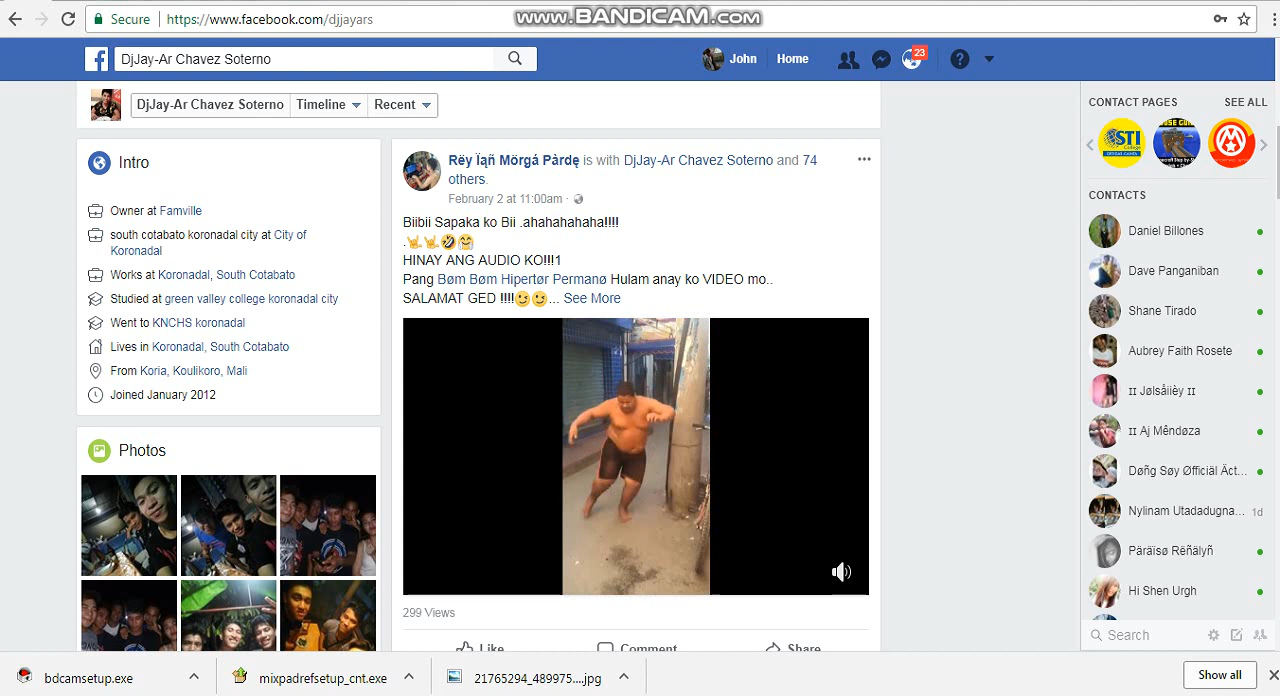 Secure https://www.facebook.com/djjayars
www.BANDICAM.com
DjJay-Ar Chavez Soterno
John Home 23
DjJay-Ar Chavez Soterno Timeline Recent
Intro
Owner at Famville
south cotabato koronadal city at City of
Koronadal
Works at Koronadal, South Cotabato
Studied at green valley college koronadal city
Went to KNCHS koronadal
Lives in Koronadal, South Cotabato
From Koria, Koulikoro, Mali
Joined January 2012
Photos
Rëy Ïąñ Mörgá Pàrdę is with DjJay-Ar Chavez Soterno and 74
others.
February 2 at 11:00am ·
Biibii Sapaka ko Bii .ahahahahaha!!!!
.🤟🤟🤣🤗
HINAY ANG AUDIO KO!!!1
Pang Bøm Bøm Hipertør Permanø Hulam anay ko VIDEO mo..
SALAMAT GED !!!!😉😉... See More
299 Views
Like Comment Share
CONTACT PAGES SEE ALL
STI
CONTACTS
Daniel Billones
Dave Panganiban
Shane Tirado
Aubrey Faith Rosete
ɪɪ Jølsåiièy ɪɪ
ɪɪ Aj Mêndøza
Døñg Søy Øfficiäl Äct...
Nylinam Utadadugna... 1d
Päräïsø Rëñälyñ
Hi Shen Urgh
Search
bdcamsetup.exe
mixpadrefsetup_cnt.exe
21765294_489975....jpg
Show all